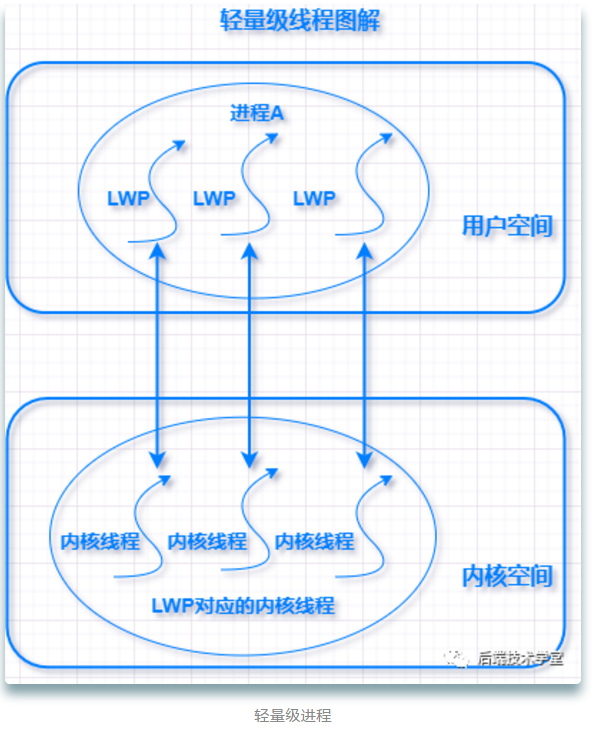 轻量级线程图解
进程A
LWP LWP LWP
用户空间
内核线程 内核线程 内核线程
内核空间
LWP对应的内核线程
后端技术学堂
轻量级进程